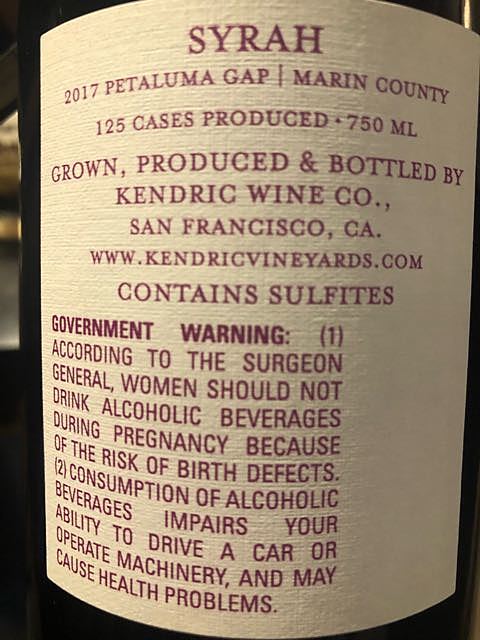 SYRAH
2017 PETALUMA GAP | MARIN COUNTY
125 CASES PRODUCED • 750 ML
GROWN, PRODUCED & BOTTLED BY
KENDRIC WINE CO.,
SAN FRANCISCO, CA.
WWW.KENDRICVINEYARDS.COM
CONTAINS SULFITES
GOVERNMENT WARNING: (1)
ACCORDING TO THE SURGEON
GENERAL, WOMEN SHOULD NOT
DRINK ALCOHOLIC BEVERAGES
DURING PREGNANCY BECAUSE
OF THE RISK OF BIRTH DEFECTS.
(2) CONSUMPTION OF ALCOHOLIC
BEVERAGES IMPAIRS YOUR
ABILITY TO DRIVE A CAR OR
OPERATE MACHINERY, AND MAY
CAUSE HEALTH PROBLEMS.